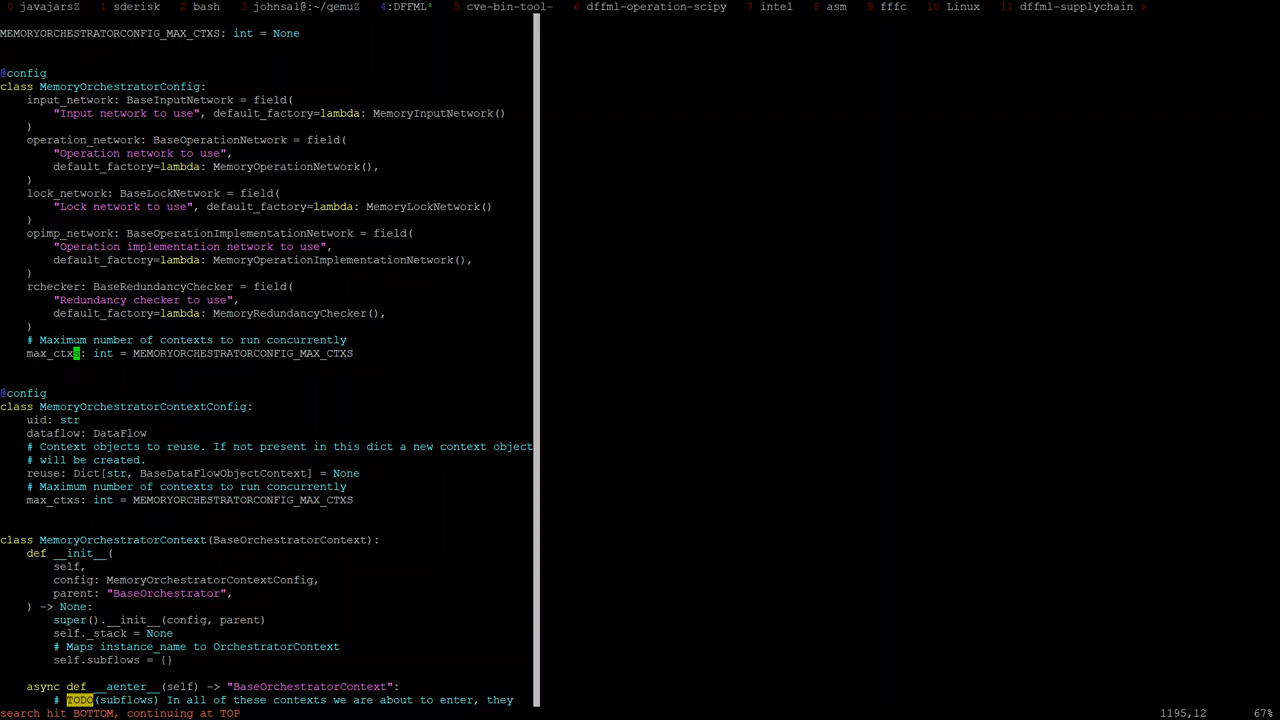 0 javajarsZ 1 sderisk 2 bash 3 johnsal@:~/qemuZ 4:DFFML* 5 cve-bin-tool- 6 dffml-operation-scipy 7 intel 8 asm 9 fffc 10 Linux 11 dffml-supplychain >
MEMORYORCHESTRATORCONFIG_MAX_CTXS: int = None
@config
class MemoryOrchestratorConfig:
    input_network: BaseInputNetwork = field(
        "Input network to use", default_factory=lambda: MemoryInputNetwork()
    )
    operation_network: BaseOperationNetwork = field(
        "Operation network to use",
        default_factory=lambda: MemoryOperationNetwork(),
    )
    lock_network: BaseLockNetwork = field(
        "Lock network to use", default_factory=lambda: MemoryLockNetwork()
    )
    opimp_network: BaseOperationImplementationNetwork = field(
        "Operation implementation network to use",
        default_factory=lambda: MemoryOperationImplementationNetwork(),
    )
    rchecker: BaseRedundancyChecker = field(
        "Redundancy checker to use",
        default_factory=lambda: MemoryRedundancyChecker(),
    )
    # Maximum number of contexts to run concurrently
    max_ctxs: int = MEMORYORCHESTRATORCONFIG_MAX_CTXS
@config
class MemoryOrchestratorContextConfig:
    uid: str
    dataflow: DataFlow
    # Context objects to reuse. If not present in this dict a new context object
    # will be created.
    reuse: Dict[str, BaseDataFlowObjectContext] = None
    # Maximum number of contexts to run concurrently
    max_ctxs: int = MEMORYORCHESTRATORCONFIG_MAX_CTXS
class MemoryOrchestratorContext(BaseOrchestratorContext):
    def __init__(
        self,
        config: MemoryOrchestratorContextConfig,
        parent: "BaseOrchestrator",
    ) -> None:
        super().__init__(config, parent)
        self._stack = None
        # Maps instance_name to OrchestratorContext
        self.subflows = {}
    async def __aenter__(self) -> "BaseOrchestratorContext":
        # TODO(subflows) In all of these contexts we are about to enter, they
search hit BOTTOM, continuing at TOP 1195,12 67%